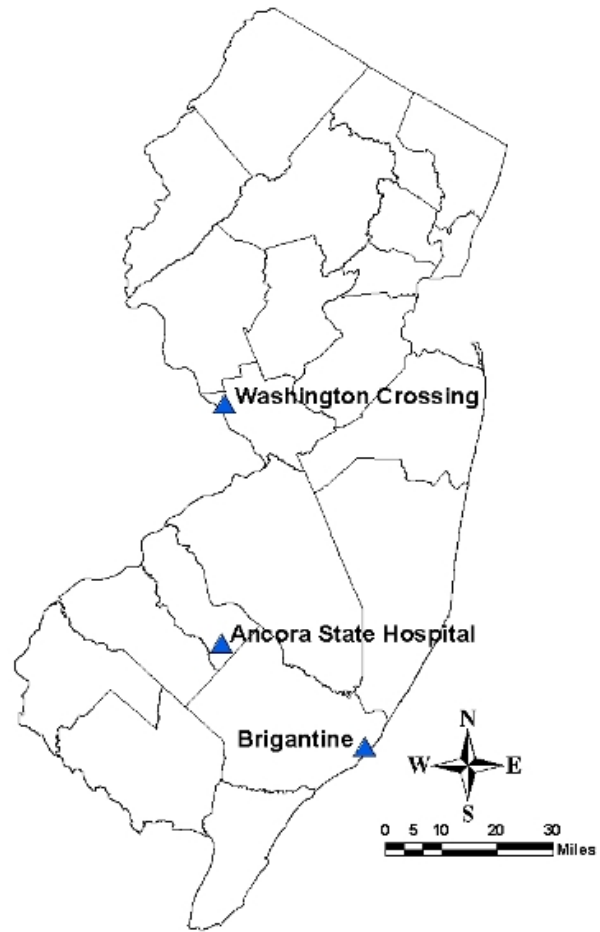 Washington Crossing
Ancora State Hospital
Brigantine
N
W E
S
0 5 10 20 30
Miles